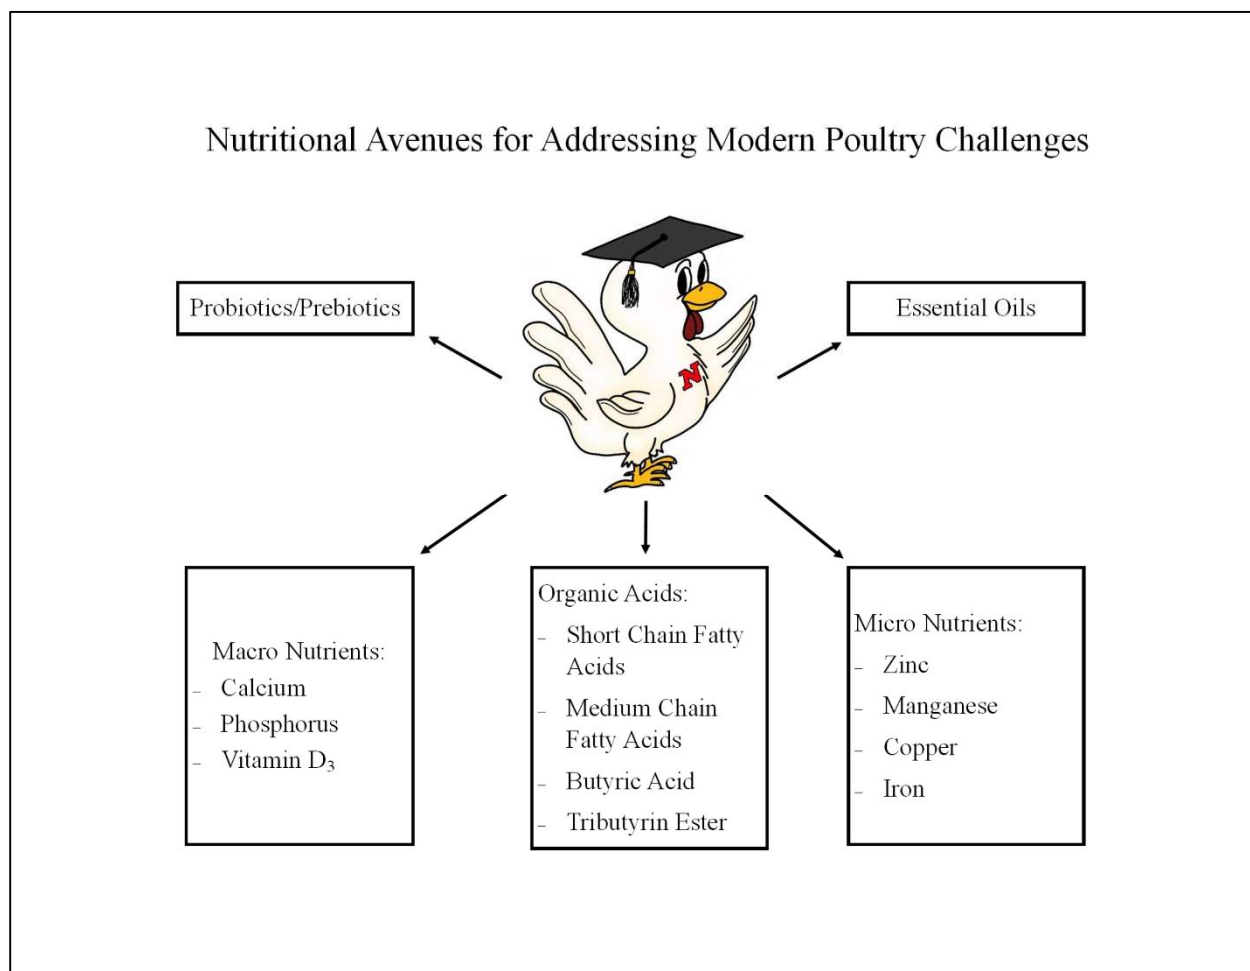 Nutritional Avenues for Addressing Modern Poultry Challenges
Probiotics/Prebiotics
Essential Oils
N
Macro Nutrients:
– Calcium
– Phosphorus
– Vitamin D₃
Organic Acids:
– Short Chain Fatty
Acids
– Medium Chain
Fatty Acids
– Butyric Acid
– Tributyrin Ester
Micro Nutrients:
– Zinc
– Manganese
– Copper
– Iron